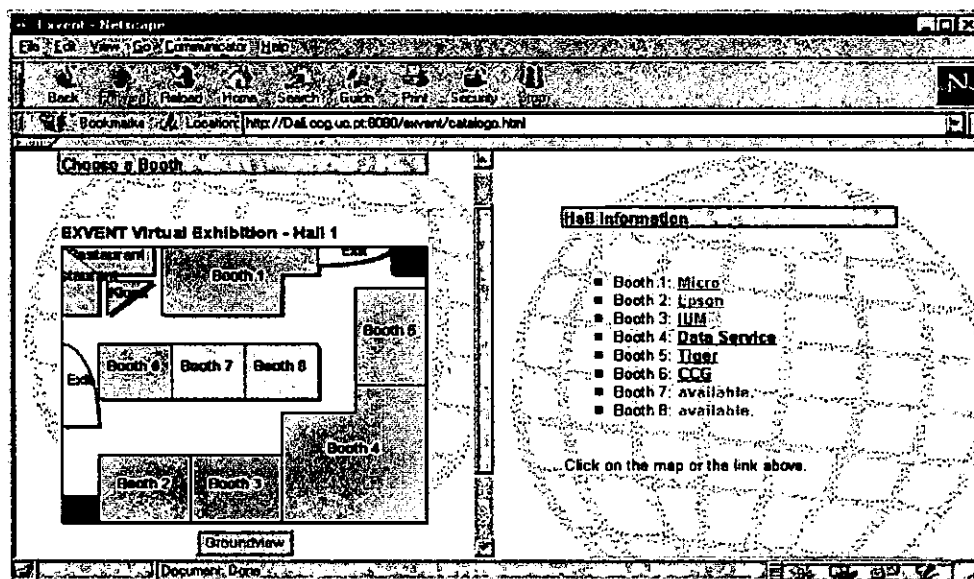 Exvent - Netscape
File Edit View Go Communicator Help
Back Forward Reload Home Search Guide Print Security Stop
Bookmarks Location: http://Dali.ccg.uc.pt:8080/exvent/catalogo.html
Choose a Booth
EXVENT Virtual Exhibition - Hall 1
Restaurant
Booth 1
Exit
Booth 5
Exit
Booth 6
Booth 7
Booth 8
Booth 4
Booth 2
Booth 3
Groundview
Hall Information
Booth 1: Micro
Booth 2: Epson
Booth 3:
Booth 4: Data Service
Booth 5: Tiger
Booth 6: CCG
Booth 7: available.
Booth 8: available.
Click on the map or the link above.
Document: Done